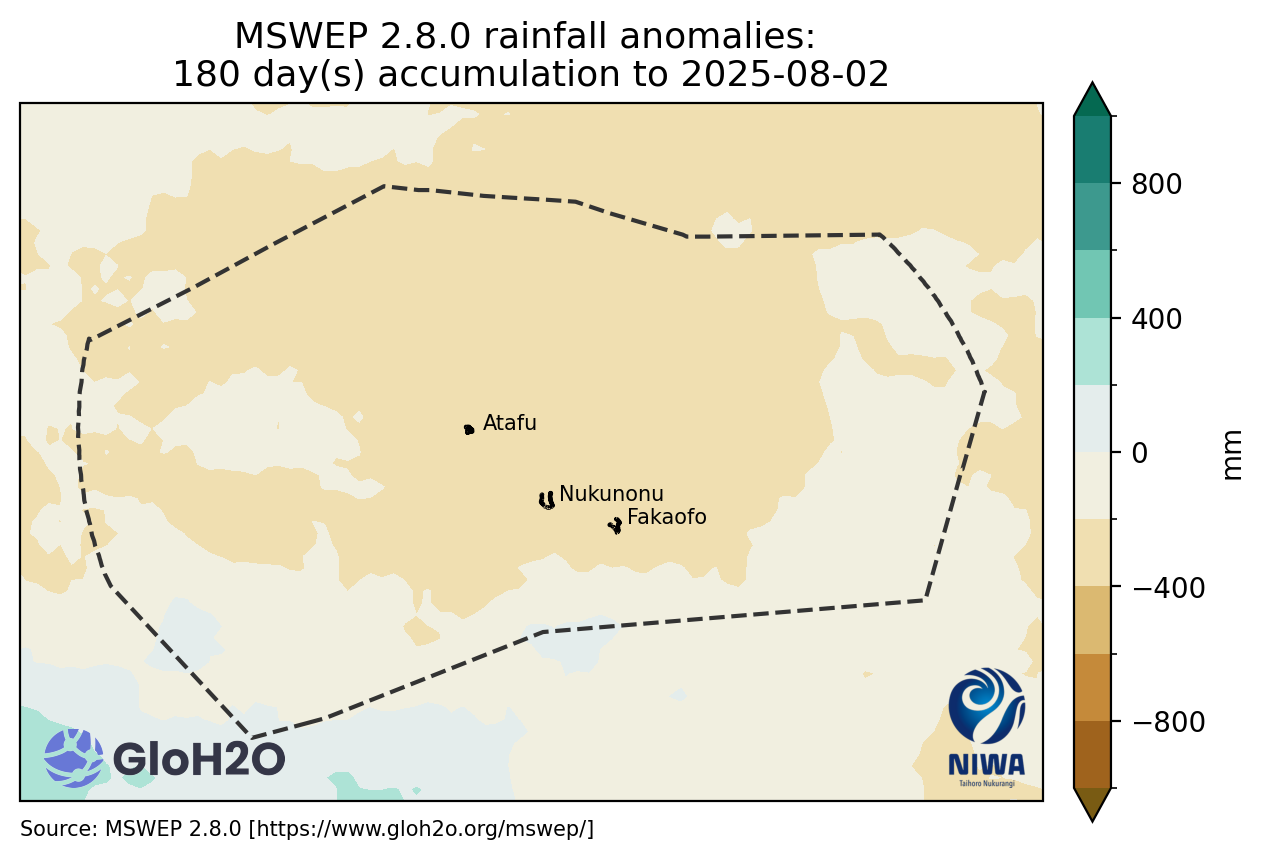 MSWEP 2.8.0 rainfall anomalies:
180 day(s) accumulation to 2025-08-02
800
400
0
−400
−800
mm
Atafu
Nukunonu
Fakaofo
GloH2O
NIWA
Taihoro Nukurangi
Source: MSWEP 2.8.0 [https://www.gloh2o.org/mswep/]